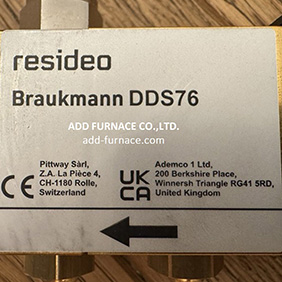 resideo
Braukmann DDS76
ADD FURNACE CO.,LTD.
add-furnace.com
Pittway Sàrl,
Z.A. La Pièce 4,
CH-1180 Rolle,
Switzerland
CE
UK
CA
Ademco 1 Ltd,
200 Berkshire Place,
Winnersh Triangle RG41 5RD,
United Kingdom